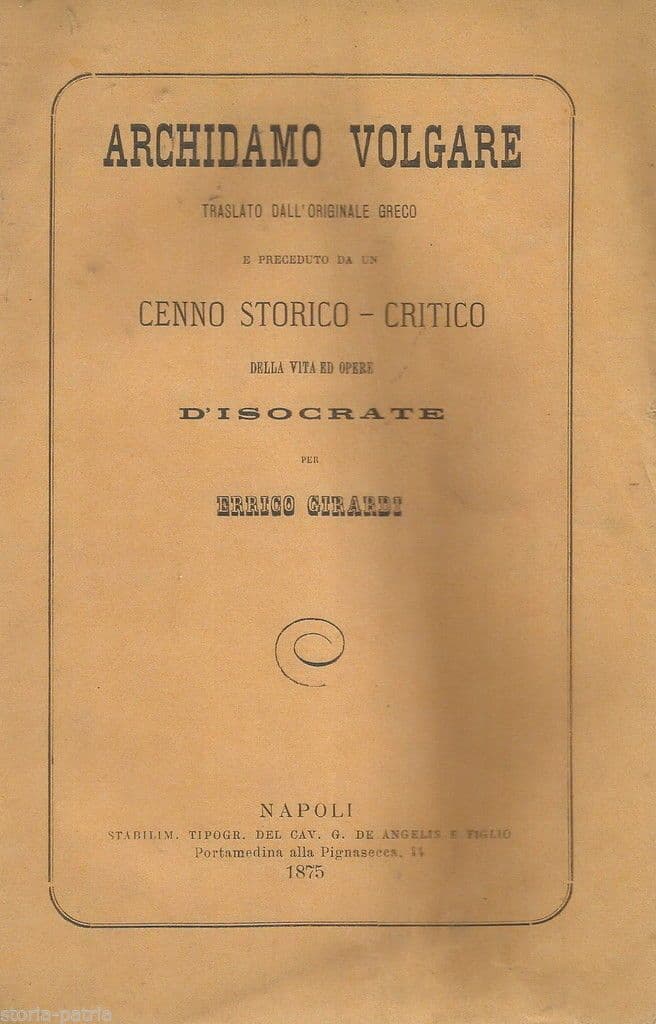 ARCHIDAMO VOLGARE
TRASLATO DALL'ORIGINALE GRECO
E PRECEDUTO DA UN
CENNO STORICO - CRITICO
DELLA VITA ED OPERE
D'ISOCRATE
PER
ERRICO GIRARDI
NAPOLI
STABILIM. TIPOGR. DEL CAV. G. DE ANGELIS E FIGLIO
Portamedina alla Pignasecca, 44
1875
storia-patria